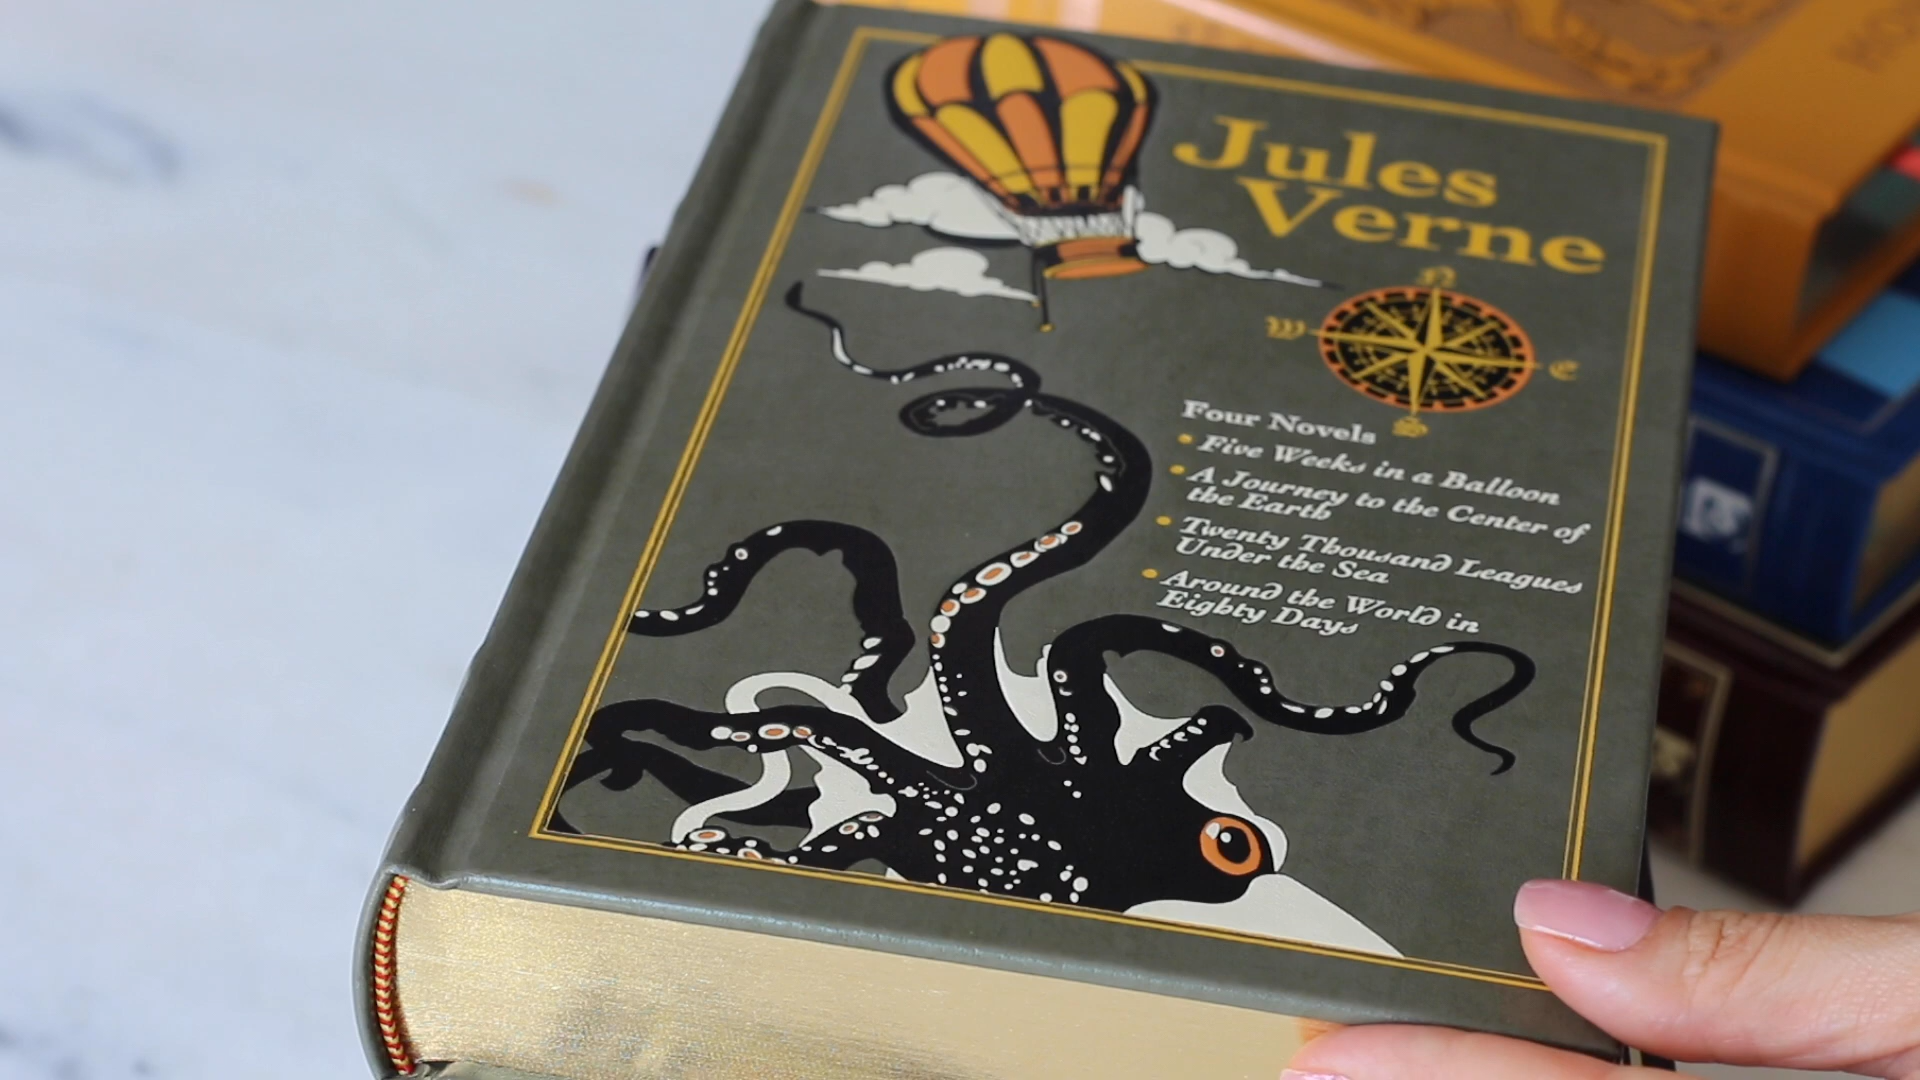 Jules
Verne
N
W
E
S
Four Novels
• Five Weeks in a Balloon
• A Journey to the Center of
the Earth
• Twenty Thousand Leagues
Under the Sea
• Around the World in
Eighty Days